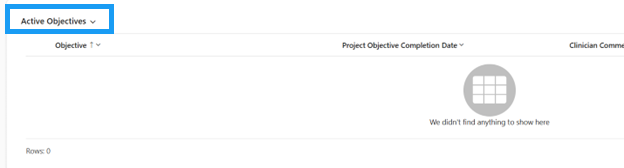 Active Objectives
Objective Project Objective Completion Date Clinician Comme
We didn't find anything to show here
Rows: 0